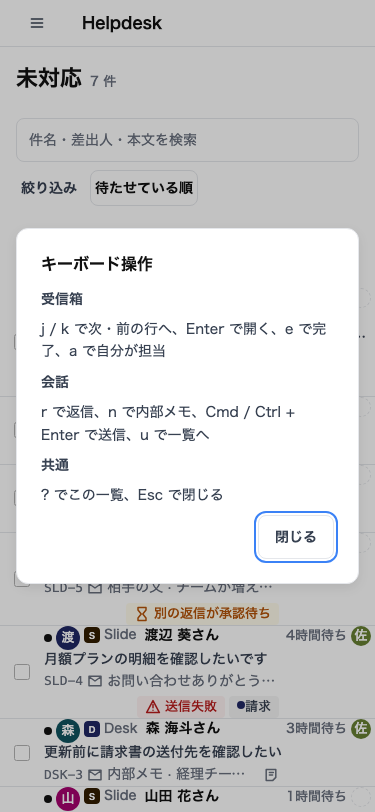 Helpdesk
未対応 7 件
件名・差出人・本文を検索
絞り込み 待たせている順
キーボード操作
受信箱
j / k で次・前の行へ、Enter で開く、e で完
了、a で自分が担当
会話
r で返信、n で内部メモ、Cmd / Ctrl +
Enter で送信、u で一覧へ
共通
? でこの一覧、Esc で閉じる
閉じる
SLD-5 相手の文・チームが増え…
別の返信が承認待ち
渡 S Slide 渡辺 葵さん 4時間待ち 佐
月額プランの明細を確認したいです
SLD-4 お問い合わせありがとう…
送信失敗 請求
森 D Desk 森 海斗さん 3時間待ち 佐
更新前に請求書の送付先を確認したい
DSK-3 内部メモ・経理チー…
山 S Slide 山田 花さん 1時間待ち